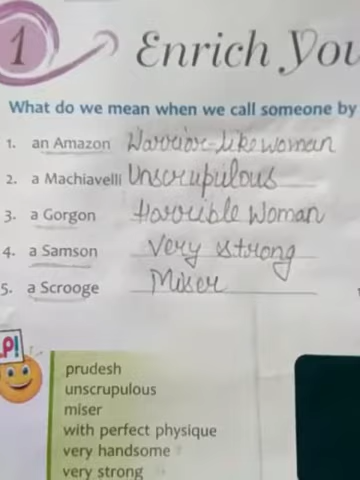 1 Enrich You
What do we mean when we call someone by
1. an Amazon Warrior like woman
2. a Machiavelli Unscrupulous
3. a Gorgon Horrible Woman
4. a Samson Very strong
5. a Scrooge Miser
LP!
prudesh
unscrupulous
miser
with perfect physique
very handsome
very strong